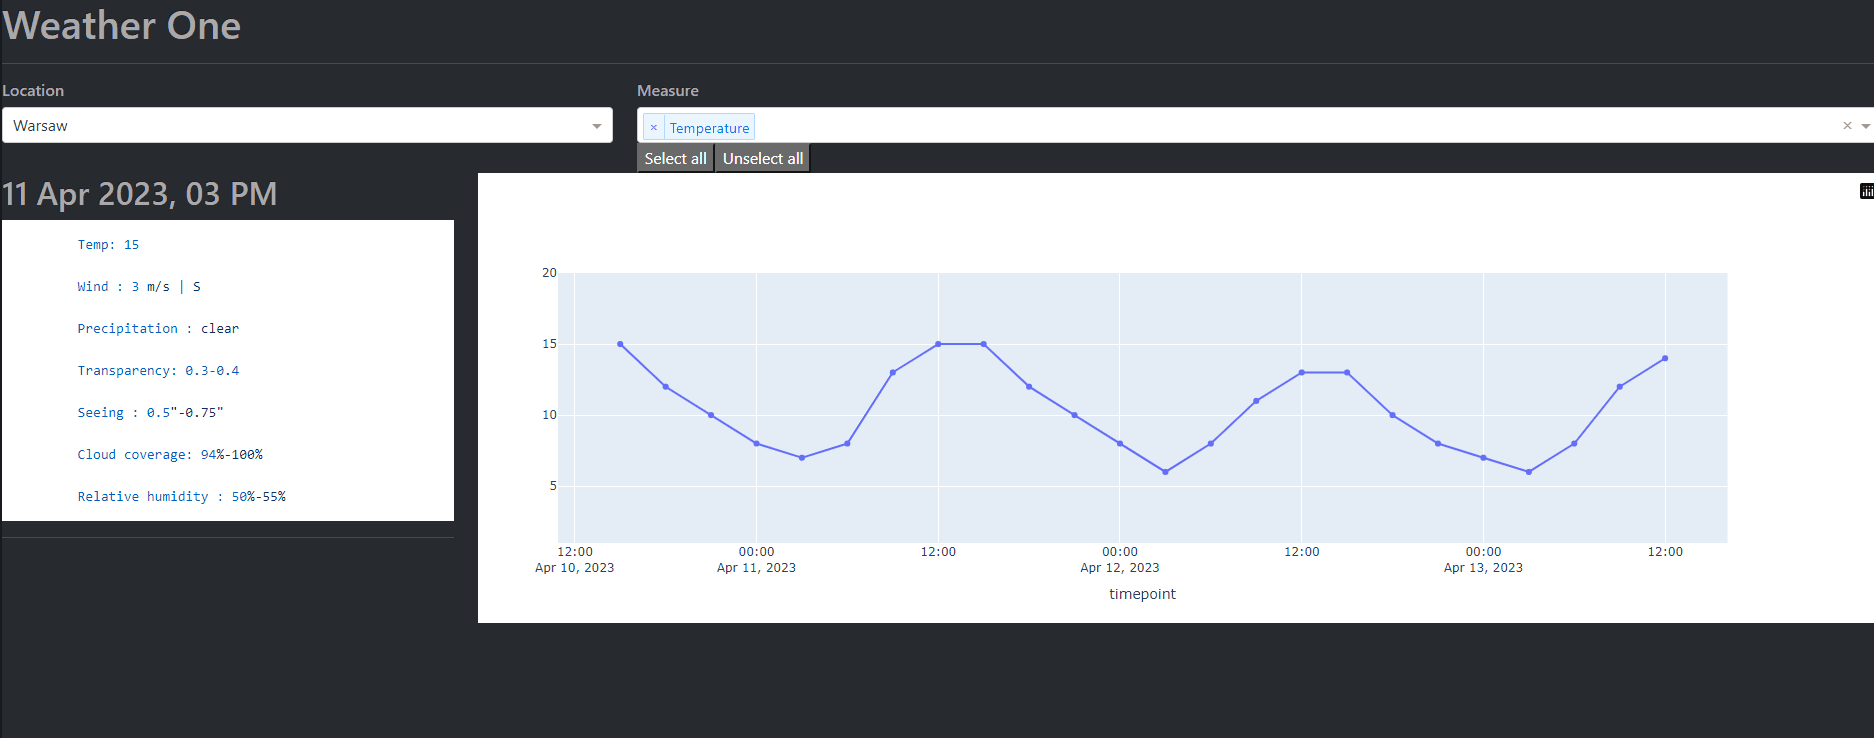 Weather One
Location
Measure
Warsaw
× Temperature
×
Select all Unselect all
11 Apr 2023, 03 PM
Temp: 15
Wind : 3 m/s | S
Precipitation : clear
Transparency: 0.3-0.4
Seeing : 0.5"-0.75"
Cloud coverage: 94%-100%
Relative humidity : 50%-55%
20
15
10
5
12:00 00:00 12:00 00:00 12:00 00:00 12:00
Apr 10, 2023 Apr 11, 2023 Apr 12, 2023 Apr 13, 2023
timepoint